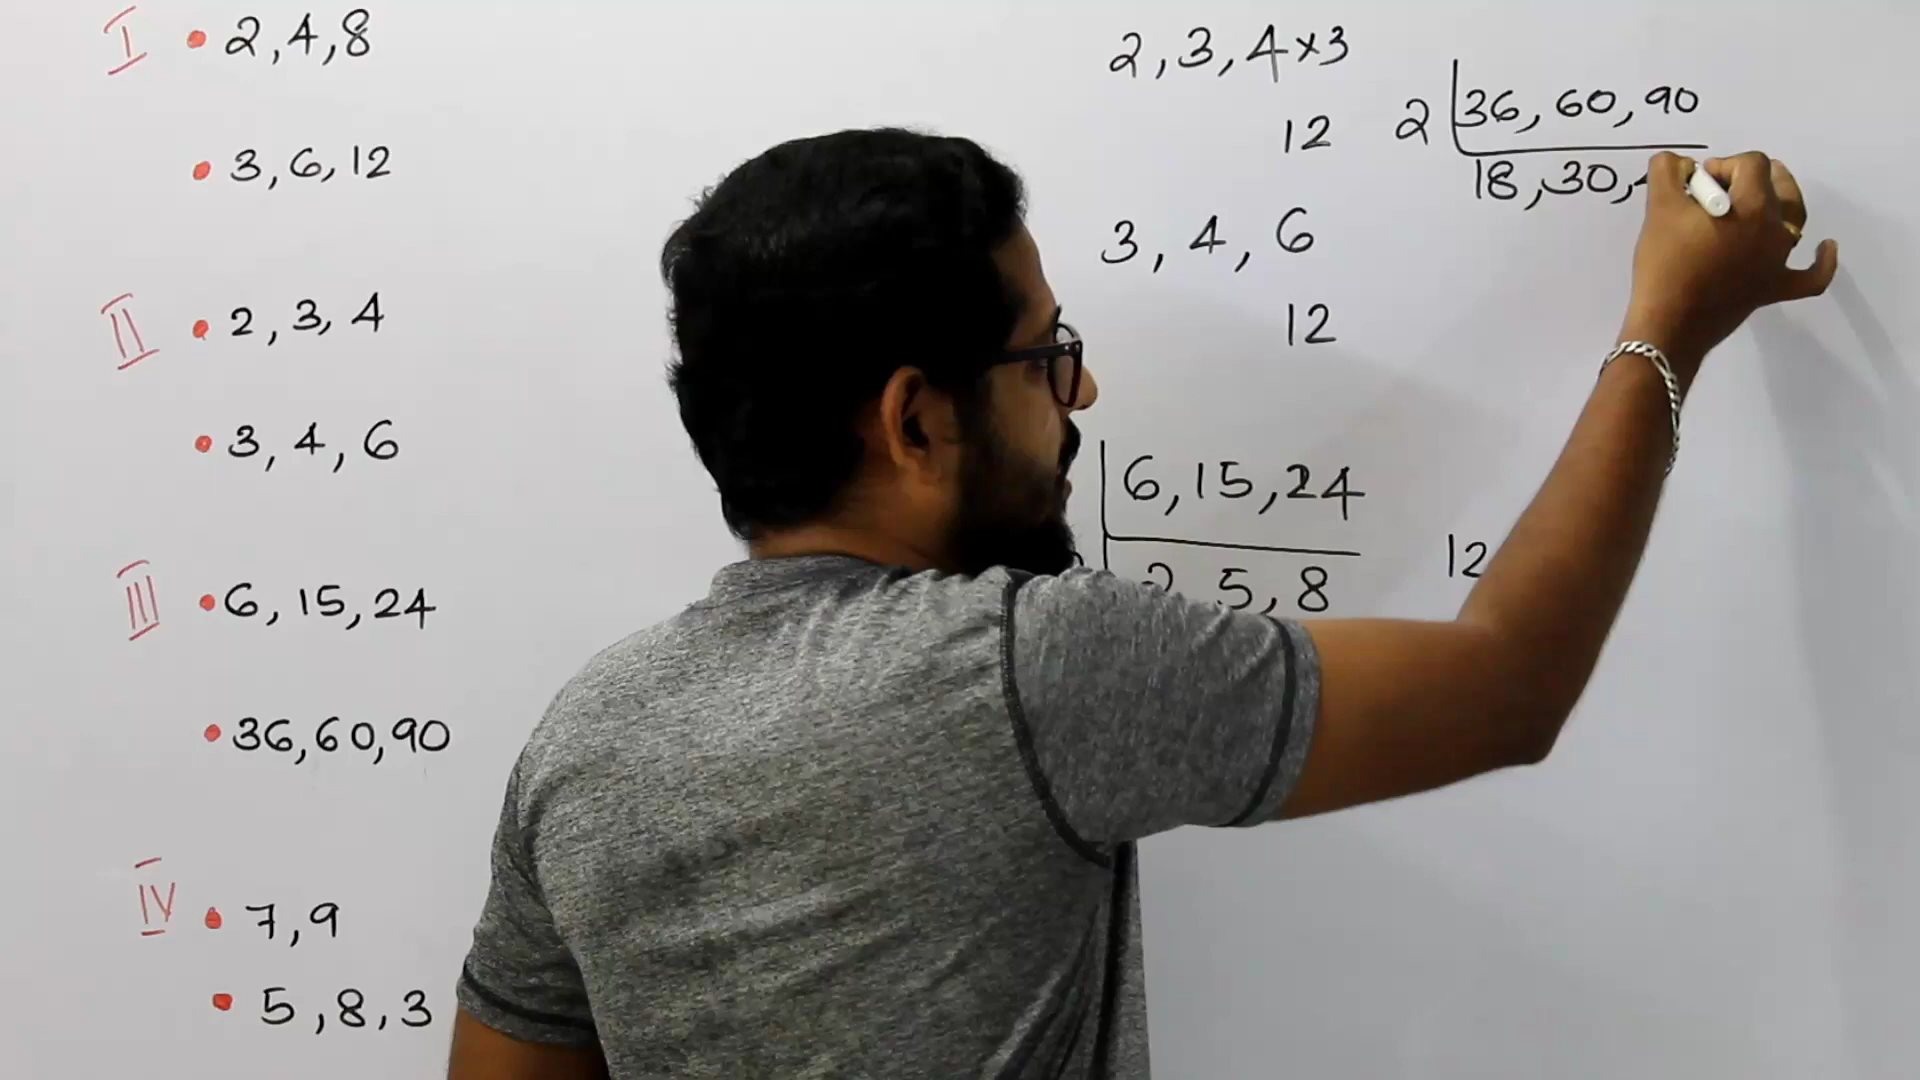 I • 2, 4, 8
• 3, 6, 12
II • 2, 3, 4
• 3, 4, 6
III • 6, 15, 24
• 36, 60, 90
IV • 7, 9
• 5, 8, 3
2, 3, 4 × 3
12
3, 4, 6
12
6, 15, 24
2 5, 8
12
2 36, 60, 90
18, 30,